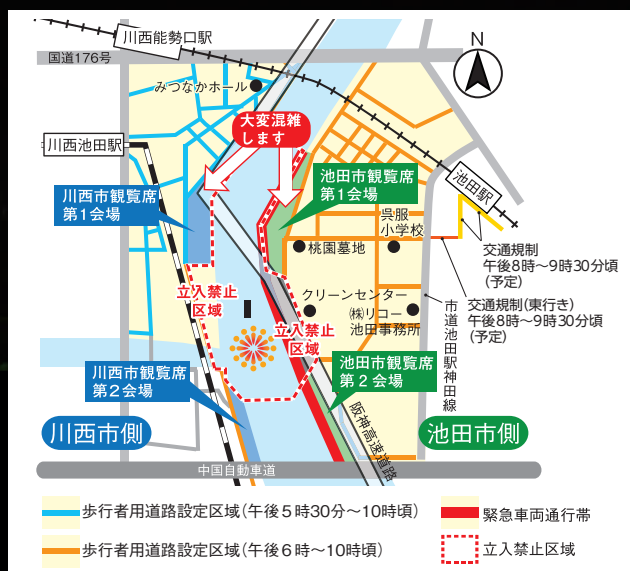 川西能勢口駅
N
国道176号
みつなかホール
大変混雑
します
川西池田駅
池田駅
川西市観覧席
第1会場
池田市観覧席
第1会場
呉服
小学校
桃園墓地
交通規制
午後8時～9時30分頃
(予定)
立入禁止
区域
クリーンセンター
㈱リコー
池田事務所
立入禁止
区域
交通規制(東行き)
午後8時～9時30分頃
(予定)
市道池田駅神田線
川西市観覧席
第2会場
池田市観覧席
第2会場
阪神高速道路
川西市側
池田市側
中国自動車道
歩行者用道路設定区域(午後5時30分～10時頃)
緊急車両通行帯
歩行者用道路設定区域(午後6時～10時頃)
立入禁止区域